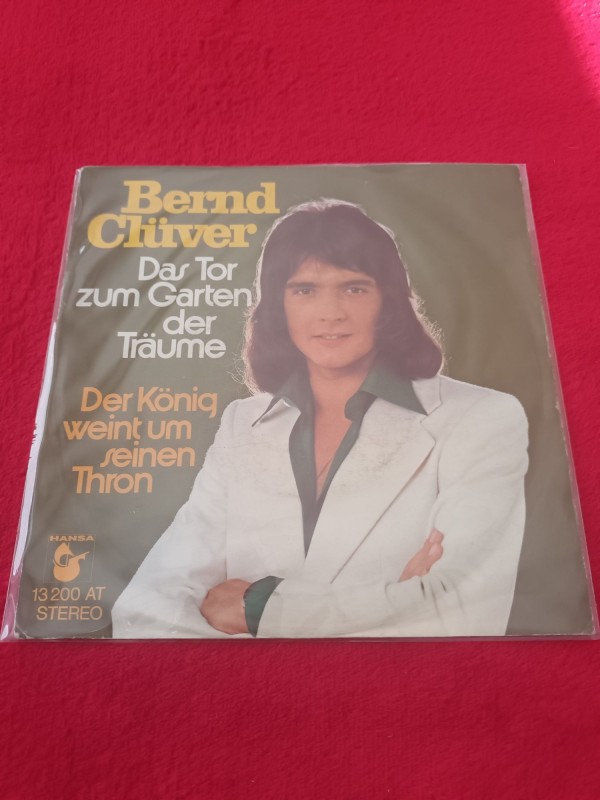 Bernd
Clüver
Das Tor
zum Garten
der
Träume
Der König
weint um
seinen
Thron
HANSA
13 200 AT
STEREO